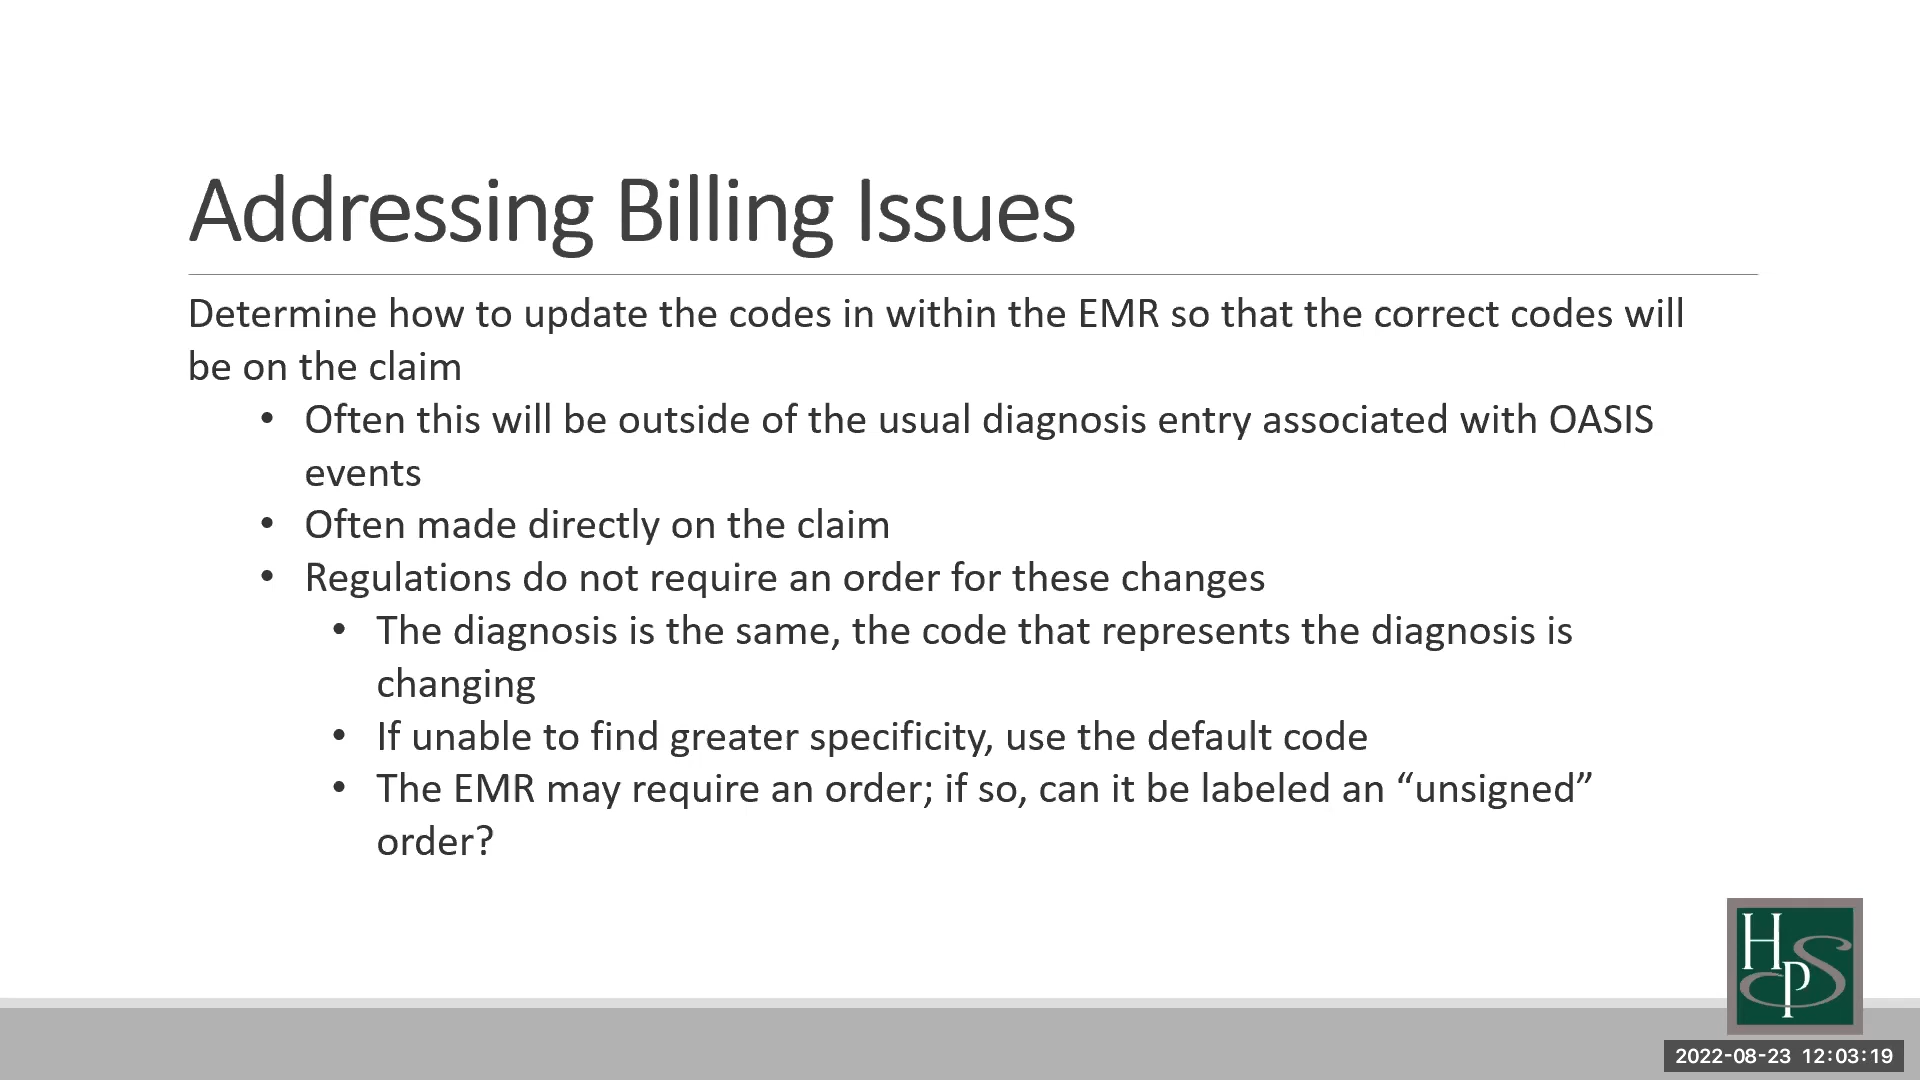 Addressing Billing Issues
Determine how to update the codes in within the EMR so that the correct codes will
be on the claim
• Often this will be outside of the usual diagnosis entry associated with OASIS
events
• Often made directly on the claim
• Regulations do not require an order for these changes
• The diagnosis is the same, the code that represents the diagnosis is
changing
• If unable to find greater specificity, use the default code
• The EMR may require an order; if so, can it be labeled an “unsigned”
order?
HPS
2022-08-23 12:03:19